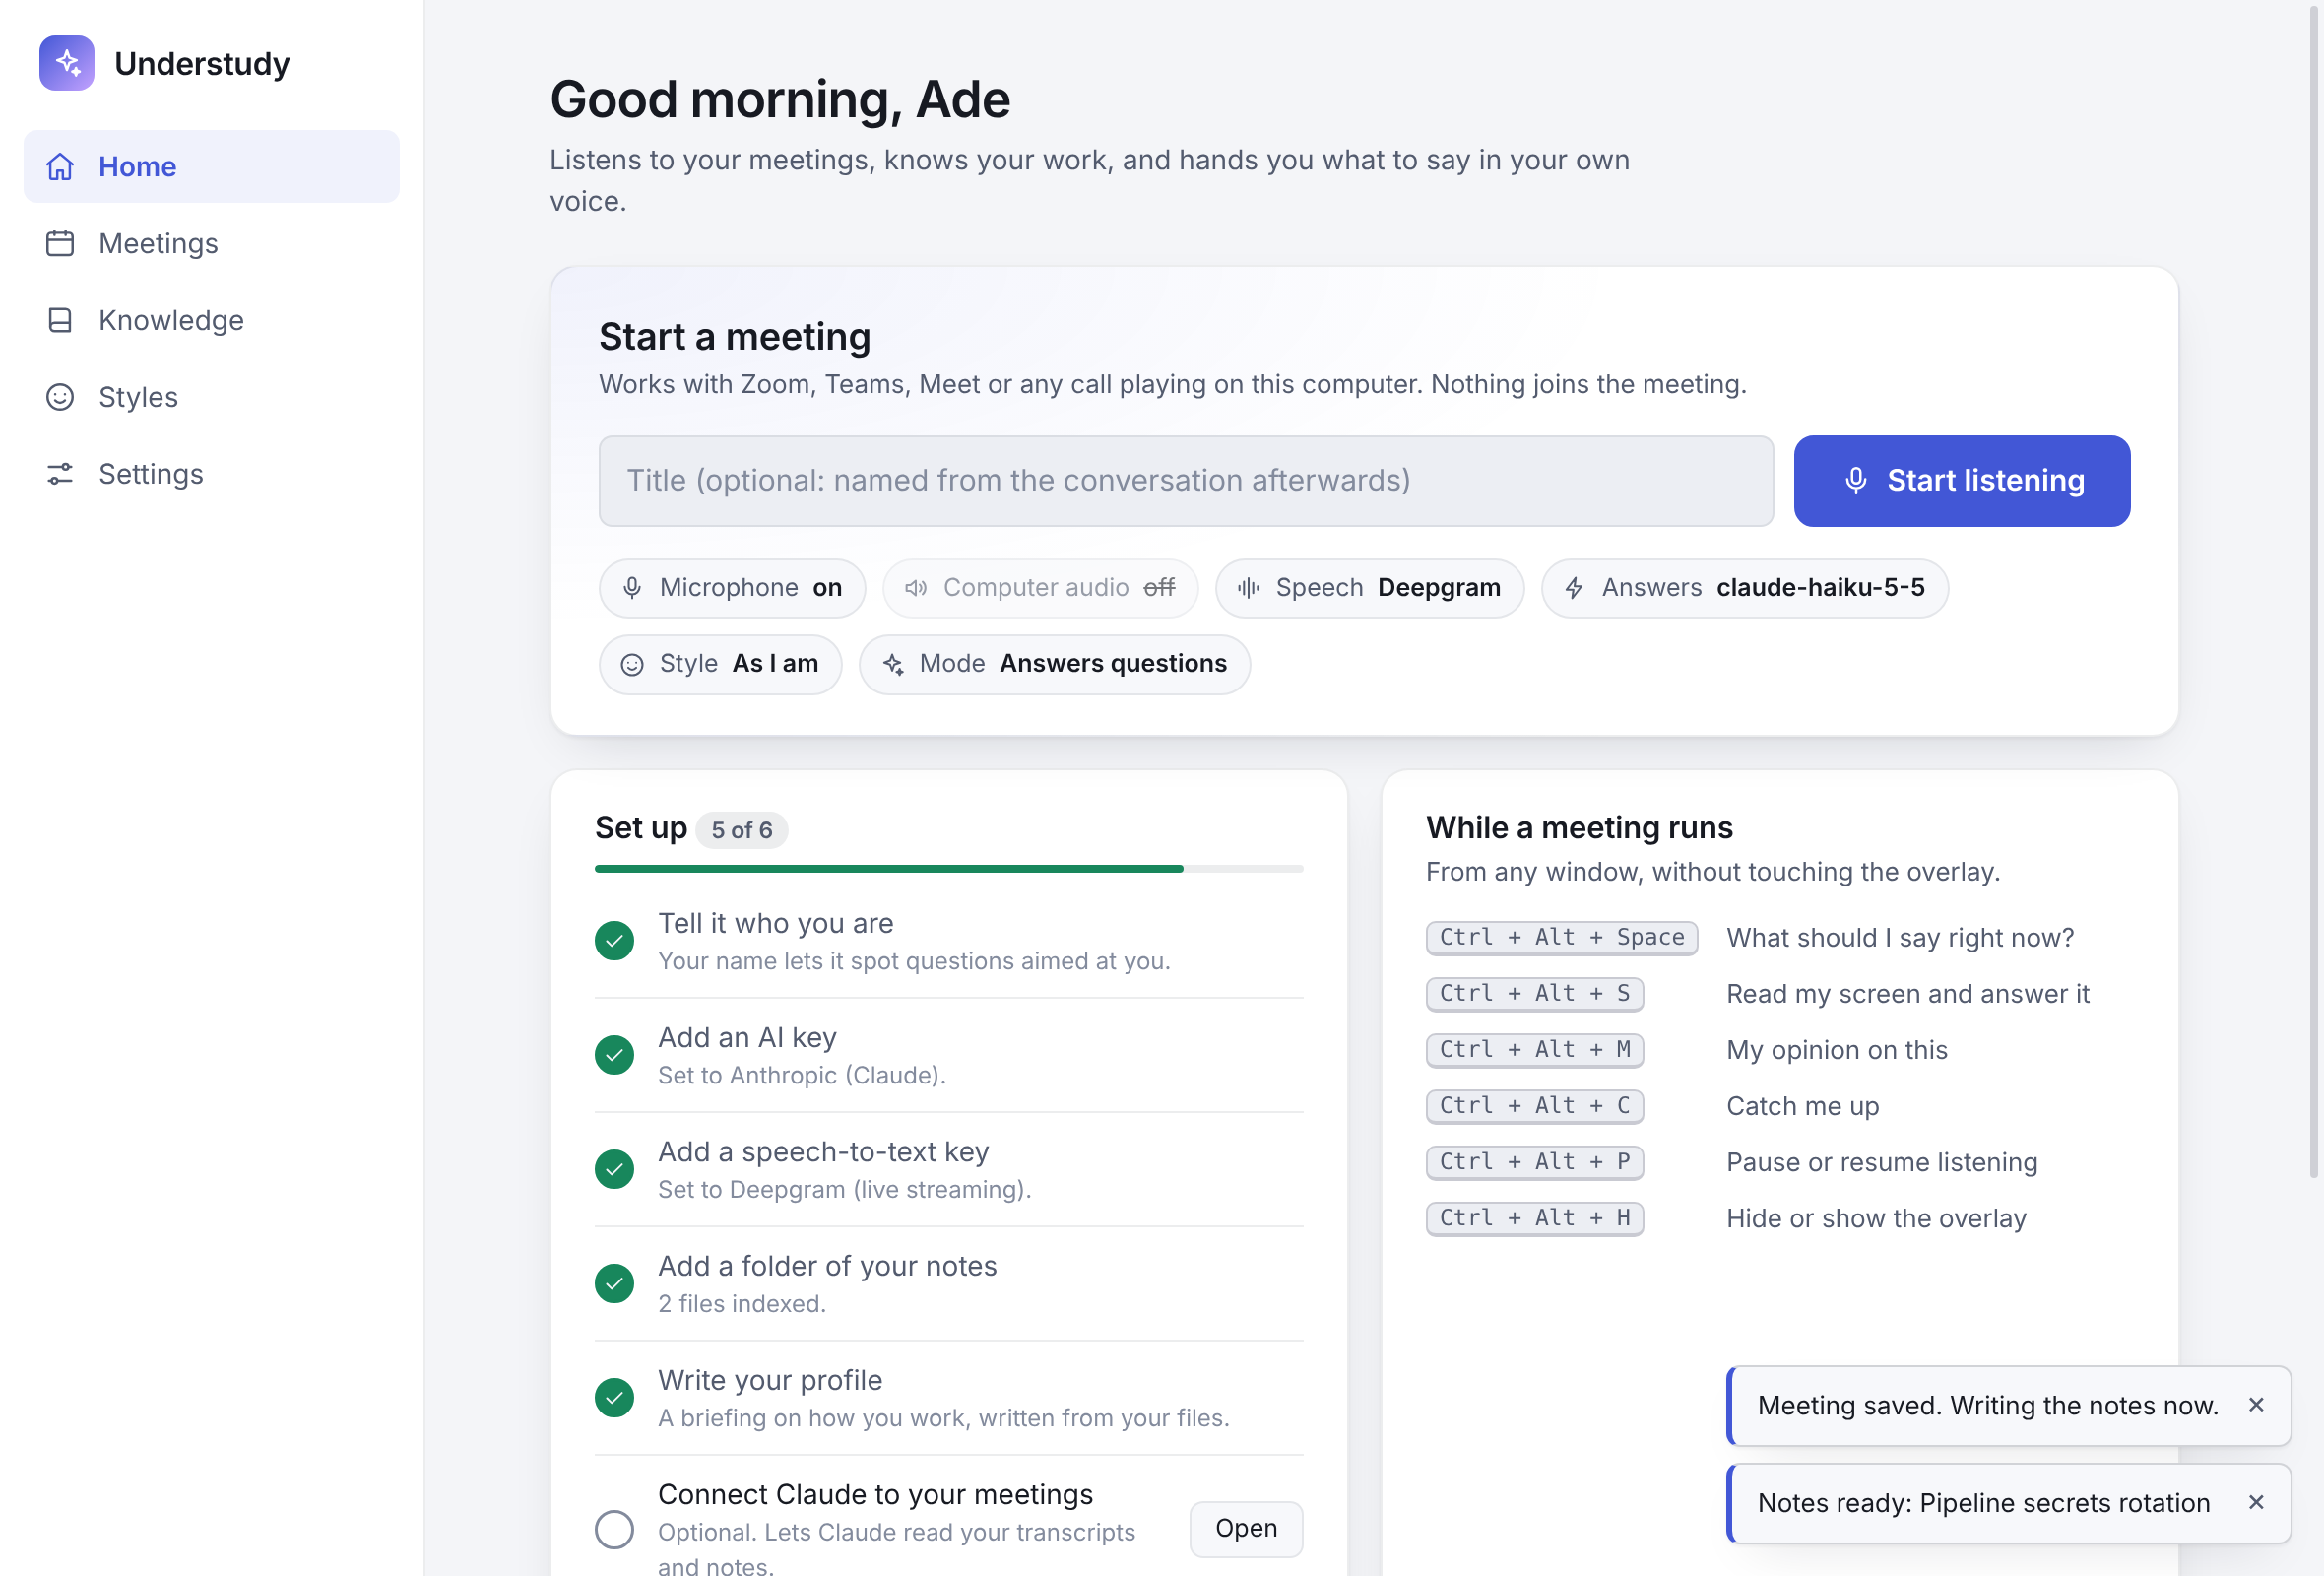 Understudy
Home
Meetings
Knowledge
Styles
Settings
Good morning, Ade
Listens to your meetings, knows your work, and hands you what to say in your own
voice.
Start a meeting
Works with Zoom, Teams, Meet or any call playing on this computer. Nothing joins the meeting.
Title (optional: named from the conversation afterwards)
Start listening
Microphone on
Computer audio off
Speech Deepgram
Answers claude-haiku-5-5
Style As I am
Mode Answers questions
Set up 5 of 6
Tell it who you are
Your name lets it spot questions aimed at you.
Add an AI key
Set to Anthropic (Claude).
Add a speech-to-text key
Set to Deepgram (live streaming).
Add a folder of your notes
2 files indexed.
Write your profile
A briefing on how you work, written from your files.
Connect Claude to your meetings
Optional. Lets Claude read your transcripts
and notes.
Open
While a meeting runs
From any window, without touching the overlay.
Ctrl + Alt + Space What should I say right now?
Ctrl + Alt + S Read my screen and answer it
Ctrl + Alt + M My opinion on this
Ctrl + Alt + C Catch me up
Ctrl + Alt + P Pause or resume listening
Ctrl + Alt + H Hide or show the overlay
Meeting saved. Writing the notes now.
Notes ready: Pipeline secrets rotation